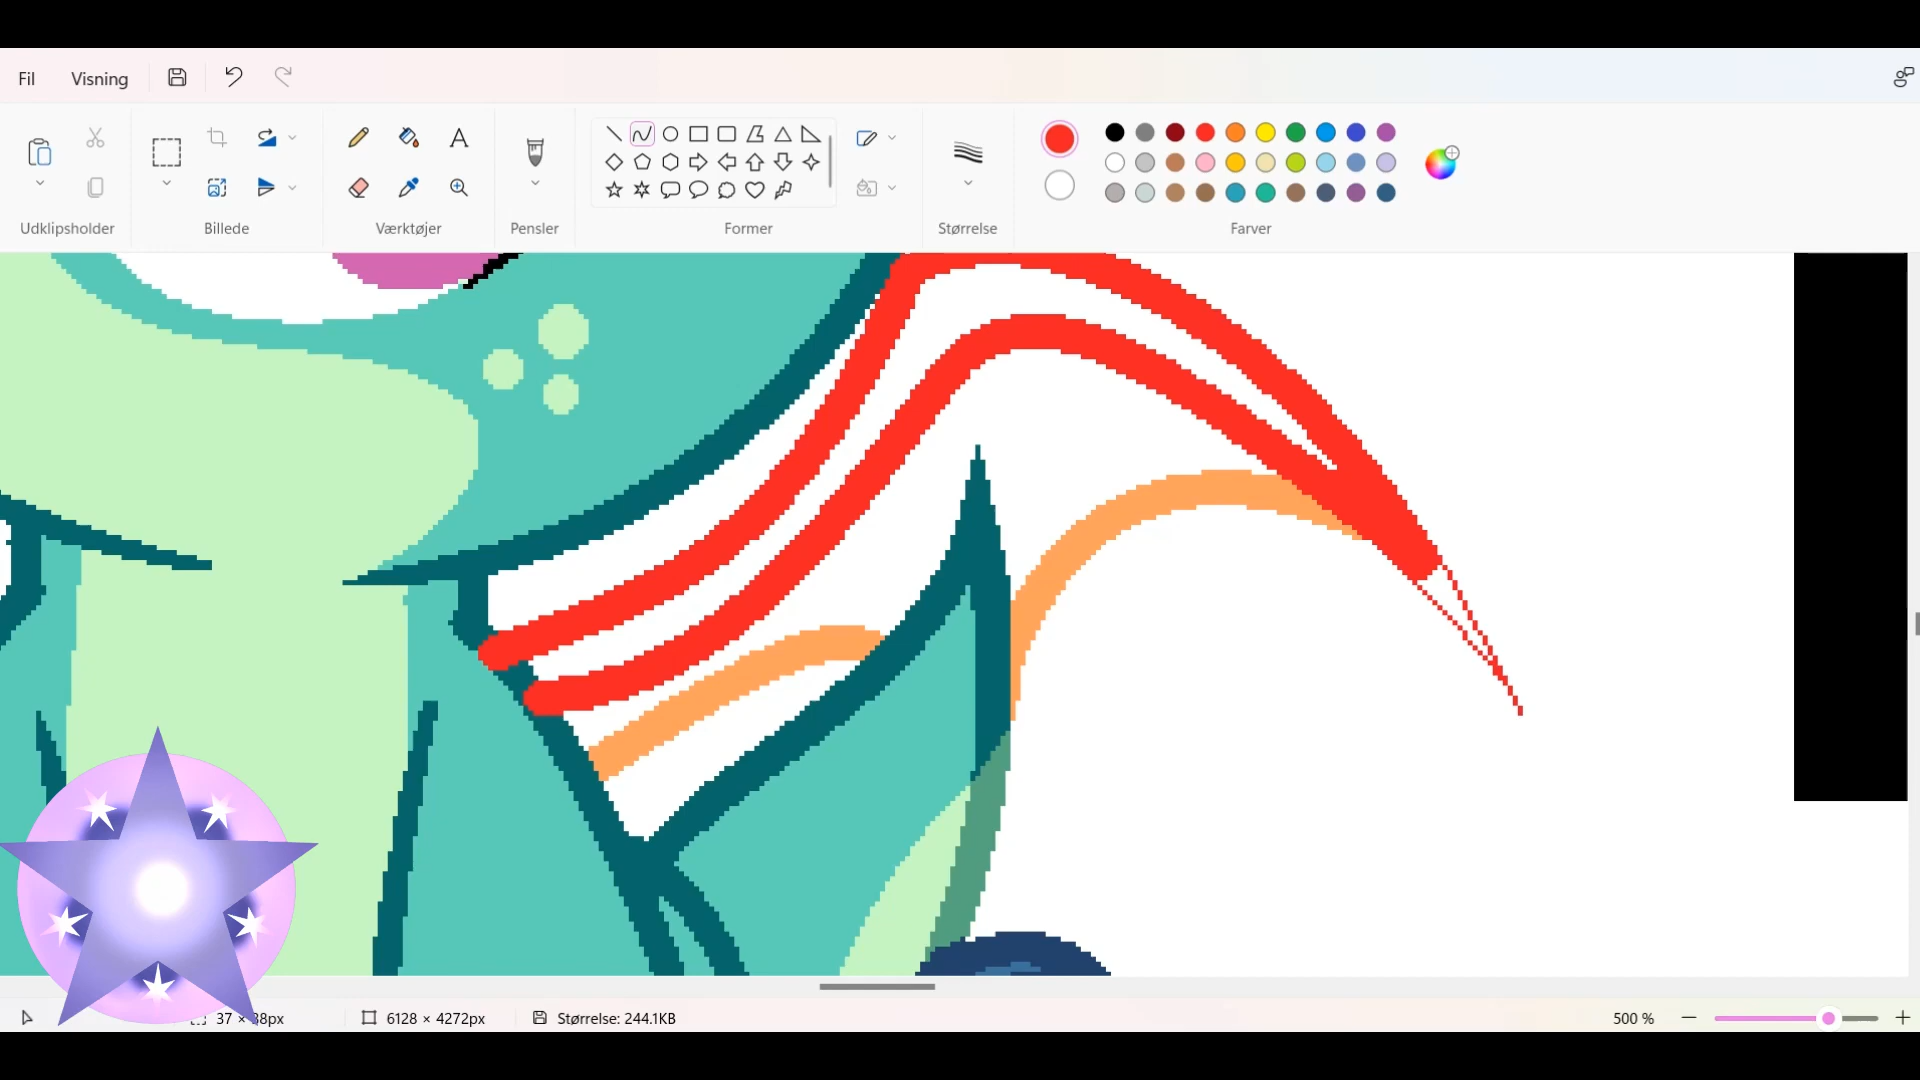 Fil Visning
Udklipsholder Billede Værktøjer Pensler Former Størrelse Farver
37 × 38px 6128 × 4272px Størrelse: 244.1KB 500 %